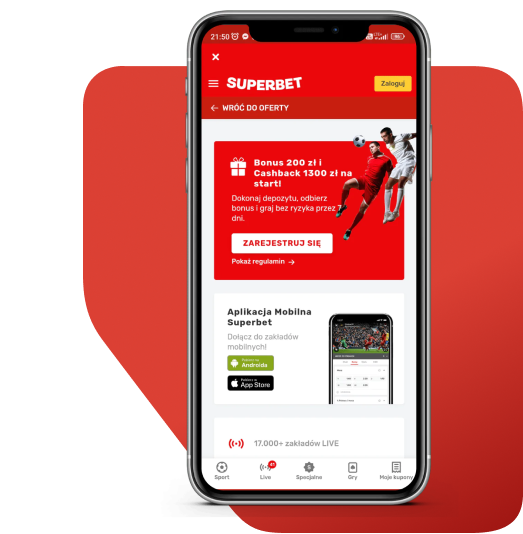 21:50
SUPERBET
Zaloguj
← WRÓĆ DO OFERTY
Bonus 200 zł i
Cashback 1300 zł na
start!
Dokonaj depozytu, odbierz
bonus i graj bez ryzyka przez 7
dni.
ZAREJESTRUJ SIĘ
Pokaż regulamin →
Aplikacja Mobilna
Superbet
Dołącz do zakładów
mobilnych!
Androida
App Store
17.000+ zakładów LIVE
41
Sport Live Specjalne Gry Moje kupony